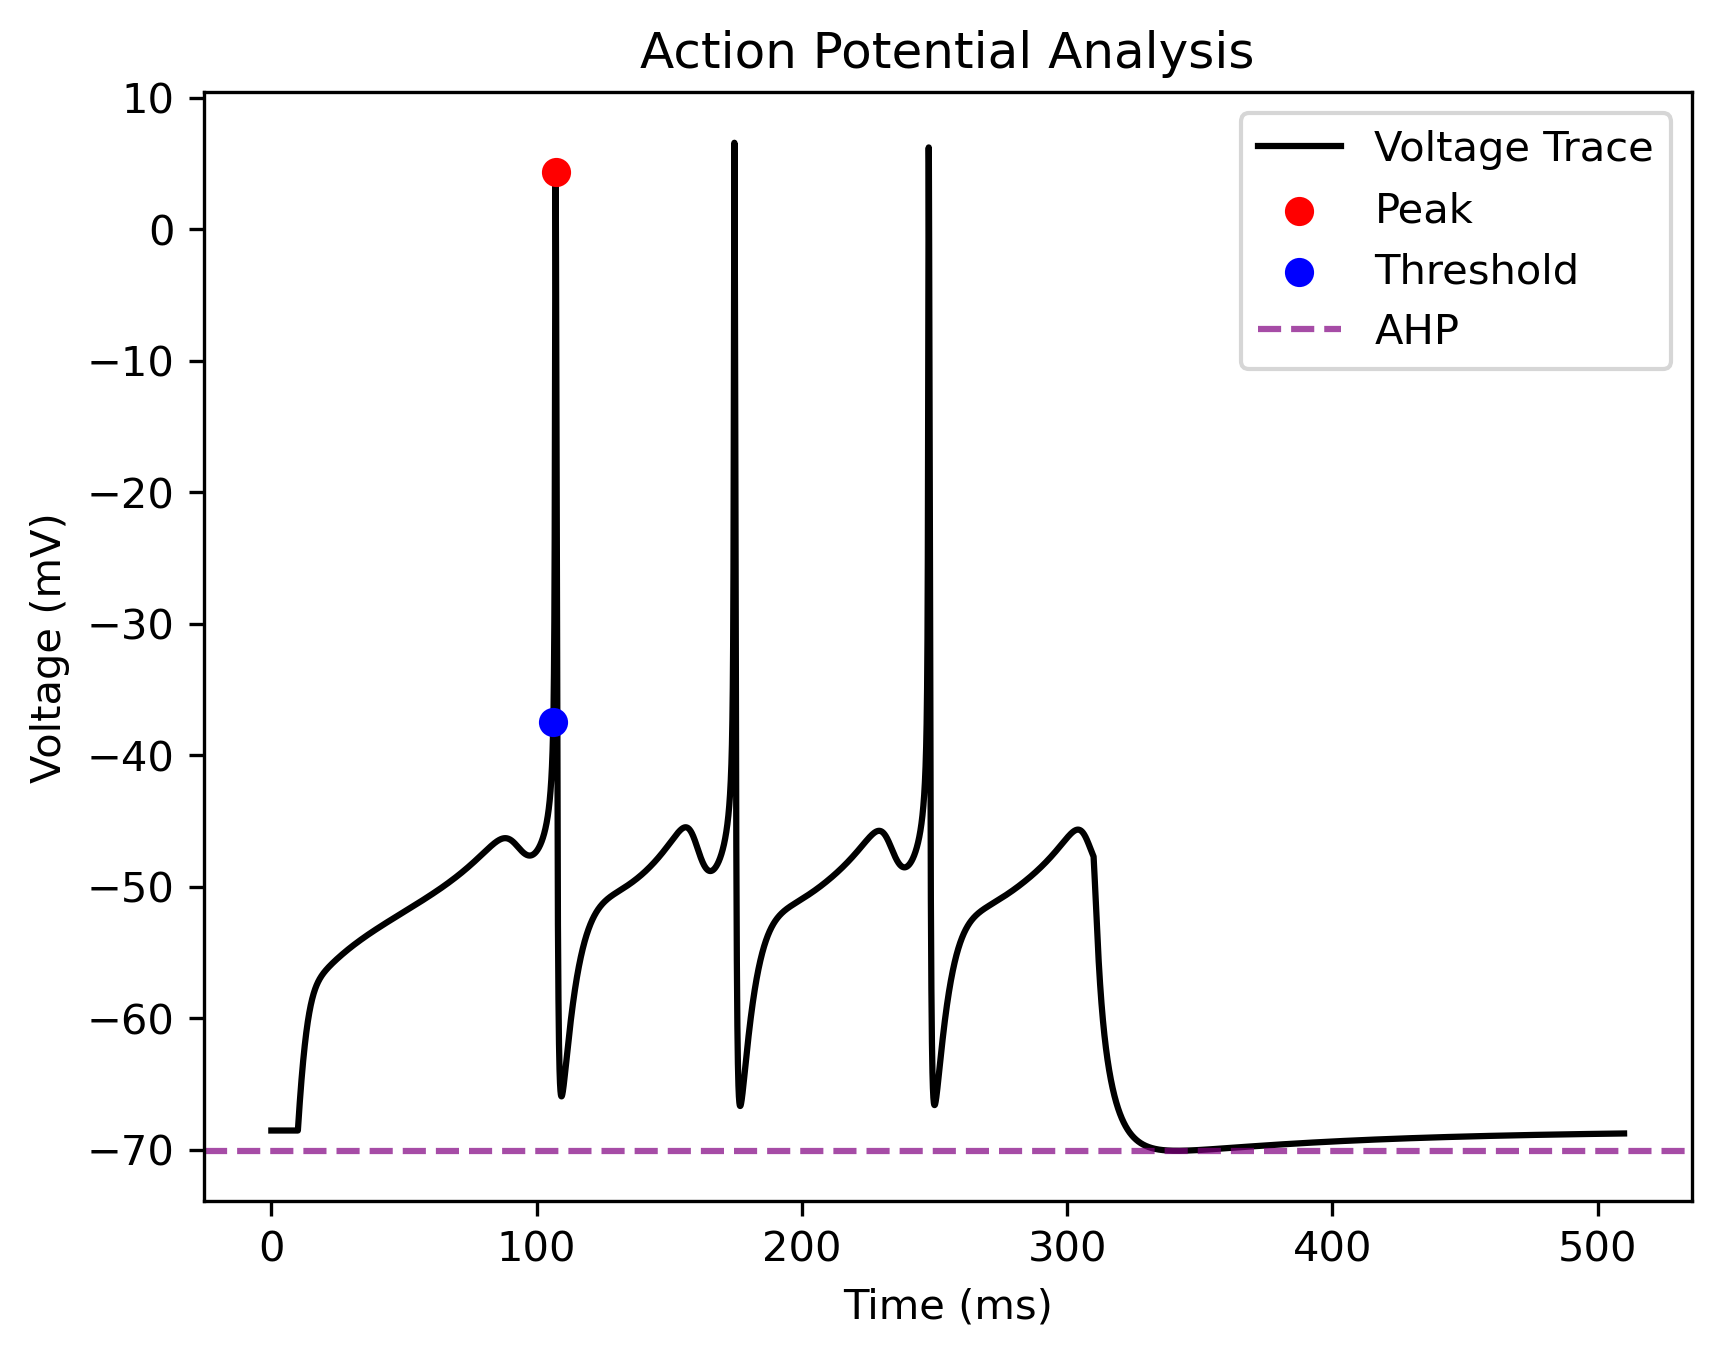 Action Potential Analysis
10
0
−10
−20
−30
−40
−50
−60
−70
Voltage (mV)
Voltage Trace
Peak
Threshold
AHP
0 100 200 300 400 500
Time (ms)